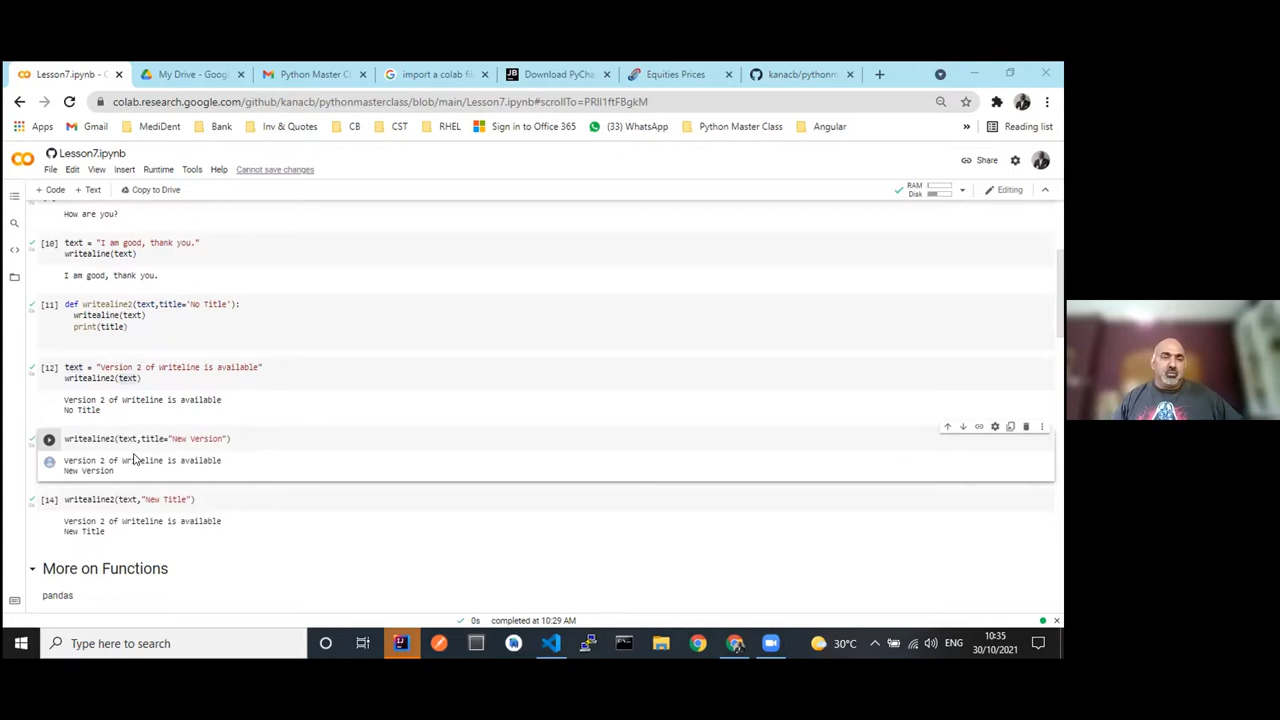 Lesson7.ipynb - C
My Drive - Googl
Python Master Cl
import a colab fil
Download PyCha
Equities Prices
kanacb/pythonm
colab.research.google.com/github/kanacb/pythonmasterclass/blob/main/Lesson7.ipynb#scrollTo=PRIl1ftFBgkM
Apps
Gmail
MediDent
Bank
Inv & Quotes
CB
CST
RHEL
Sign in to Office 365
(33) WhatsApp
Python Master Class
Angular
»
Reading list
Lesson7.ipynb
File Edit View Insert Runtime Tools Help Cannot save changes
Share
+ Code + Text Copy to Drive
RAM
Disk
Editing
How are you?
[10] text = "I am good, thank you."
writealine(text)
I am good, thank you.
[11] def writealine2(text,title='No Title'):
writealine(text)
print(title)
[12] text = "Version 2 of writeline is available"
writealine2(text)
Version 2 of writeline is available
No Title
writealine2(text,title="New Version")
Version 2 of writeline is available
New Version
[14] writealine2(text,"New Title")
Version 2 of writeline is available
New Title
More on Functions
pandas
0s completed at 10:29 AM
Type here to search
30°C
ENG
10:35
30/10/2021